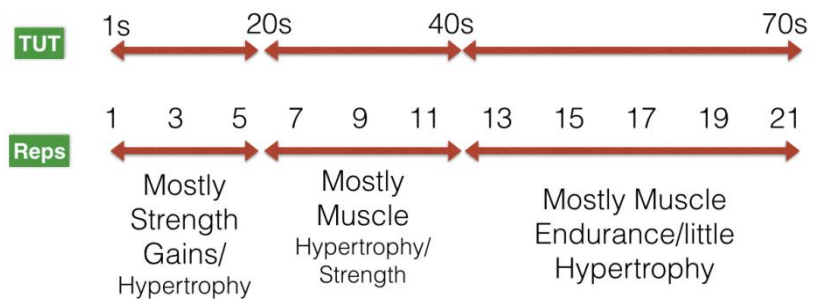 1s 20s 40s 70s
TUT
1 3 5 7 9 11 13 15 17 19 21
Reps
Mostly
Strength
Gains/
Hypertrophy
Mostly
Muscle
Hypertrophy/
Strength
Mostly Muscle
Endurance/little
Hypertrophy